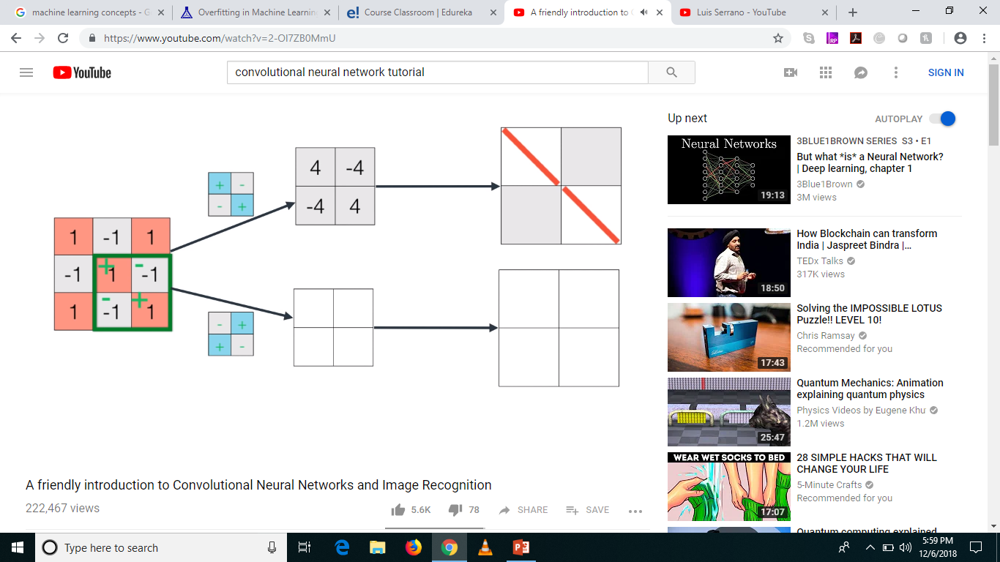 machine learning concepts - G
Overfitting in Machine Learnin
Course Classroom | Edureka
A friendly introduction to C
Luis Serrano - YouTube
https://www.youtube.com/watch?v=2-OI7ZB0MmU
YouTube
convolutional neural network tutorial
SIGN IN
+ -
- +
4 -4
-4 4
1 -1 1
-1 + 1 - -1
1 - -1 + 1
- +
+ -
A friendly introduction to Convolutional Neural Networks and Image Recognition
222,467 views
5.6K
78
SHARE
SAVE
Up next
AUTOPLAY
Neural Networks
19:13
3BLUE1BROWN SERIES S3 • E1
But what *is* a Neural Network?
| Deep learning, chapter 1
3Blue1Brown
3M views
18:50
How Blockchain can transform
India | Jaspreet Bindra |...
TEDx Talks
317K views
17:43
Solving the IMPOSSIBLE LOTUS
Puzzle!! LEVEL 10!
Chris Ramsay
Recommended for you
25:47
Quantum Mechanics: Animation
explaining quantum physics
Physics Videos by Eugene Khu
1.2M views
WEAR WET SOCKS TO BED
17:07
28 SIMPLE HACKS THAT WILL
CHANGE YOUR LIFE
5-Minute Crafts
Recommended for you
Quantum computing explained
Type here to search
5:59 PM
12/6/2018